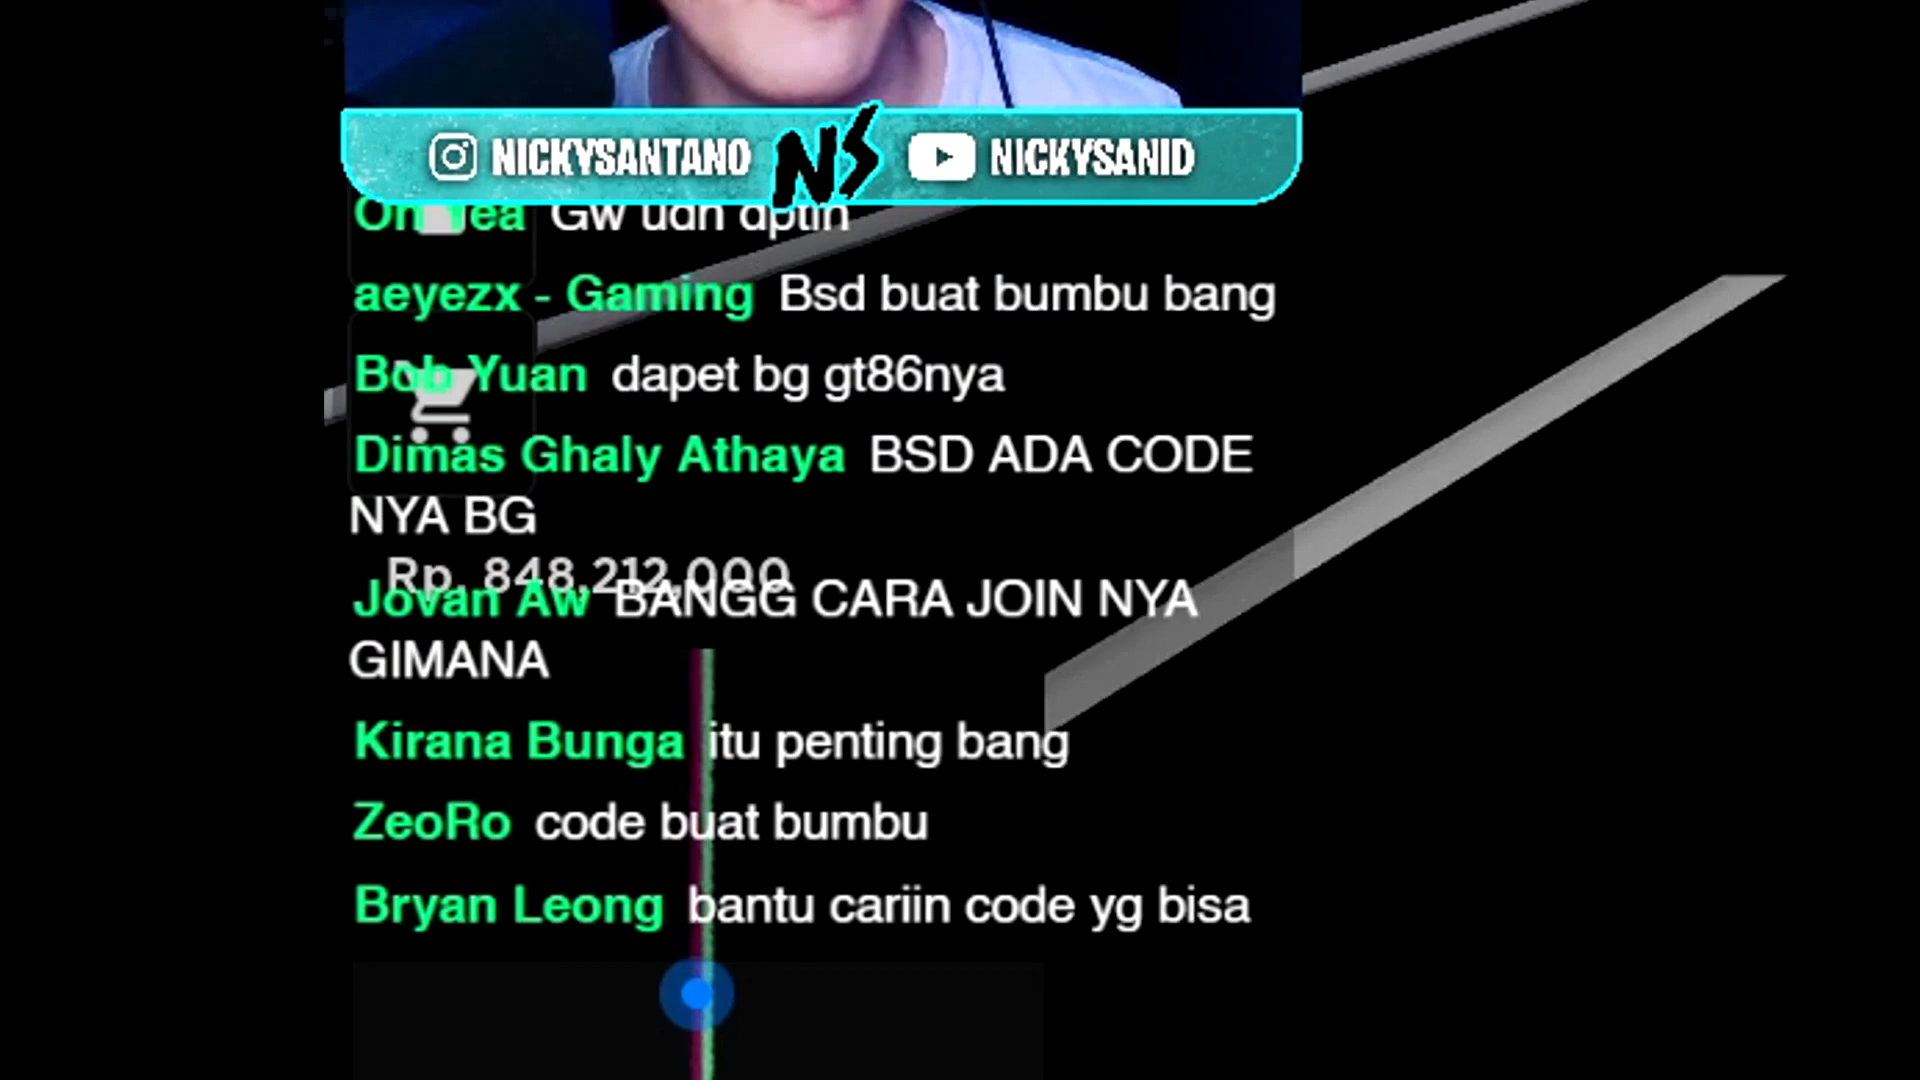 NICKYSANTANO NS NICKYSANID
Gw udh dptin
aeyezx - Gaming Bsd buat bumbu bang
Bob Yuan dapet bg gt86nya
Dimas Ghaly Athaya BSD ADA CODE
NYA BG
Rp. 848,212,000
Jovan Aw BANGG CARA JOIN NYA
GIMANA
Kirana Bunga itu penting bang
ZeoRo code buat bumbu
Bryan Leong bantu cariin code yg bisa